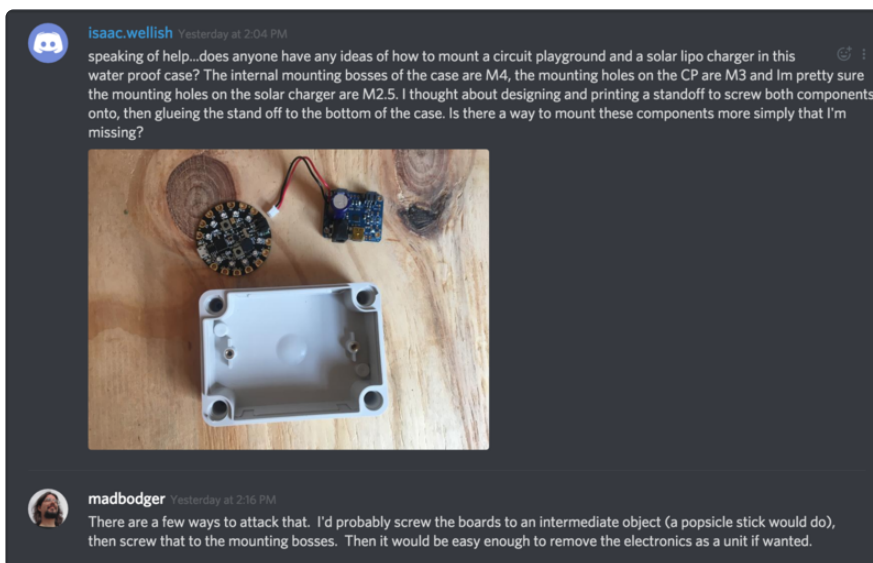 isaac.wellish Yesterday at 2:04 PM
speaking of help...does anyone have any ideas of how to mount a circuit playground and a solar lipo charger in this
water proof case? The internal mounting bosses of the case are M4, the mounting holes on the CP are M3 and Im pretty sure
the mounting holes on the solar charger are M2.5. I thought about designing and printing a standoff to screw both components
onto, then glueing the stand off to the bottom of the case. Is there a way to mount these components more simply that I'm
missing?
madbodger Yesterday at 2:16 PM
There are a few ways to attack that. I'd probably screw the boards to an intermediate object (a popsicle stick would do),
then screw that to the mounting bosses. Then it would be easy enough to remove the electronics as a unit if wanted.